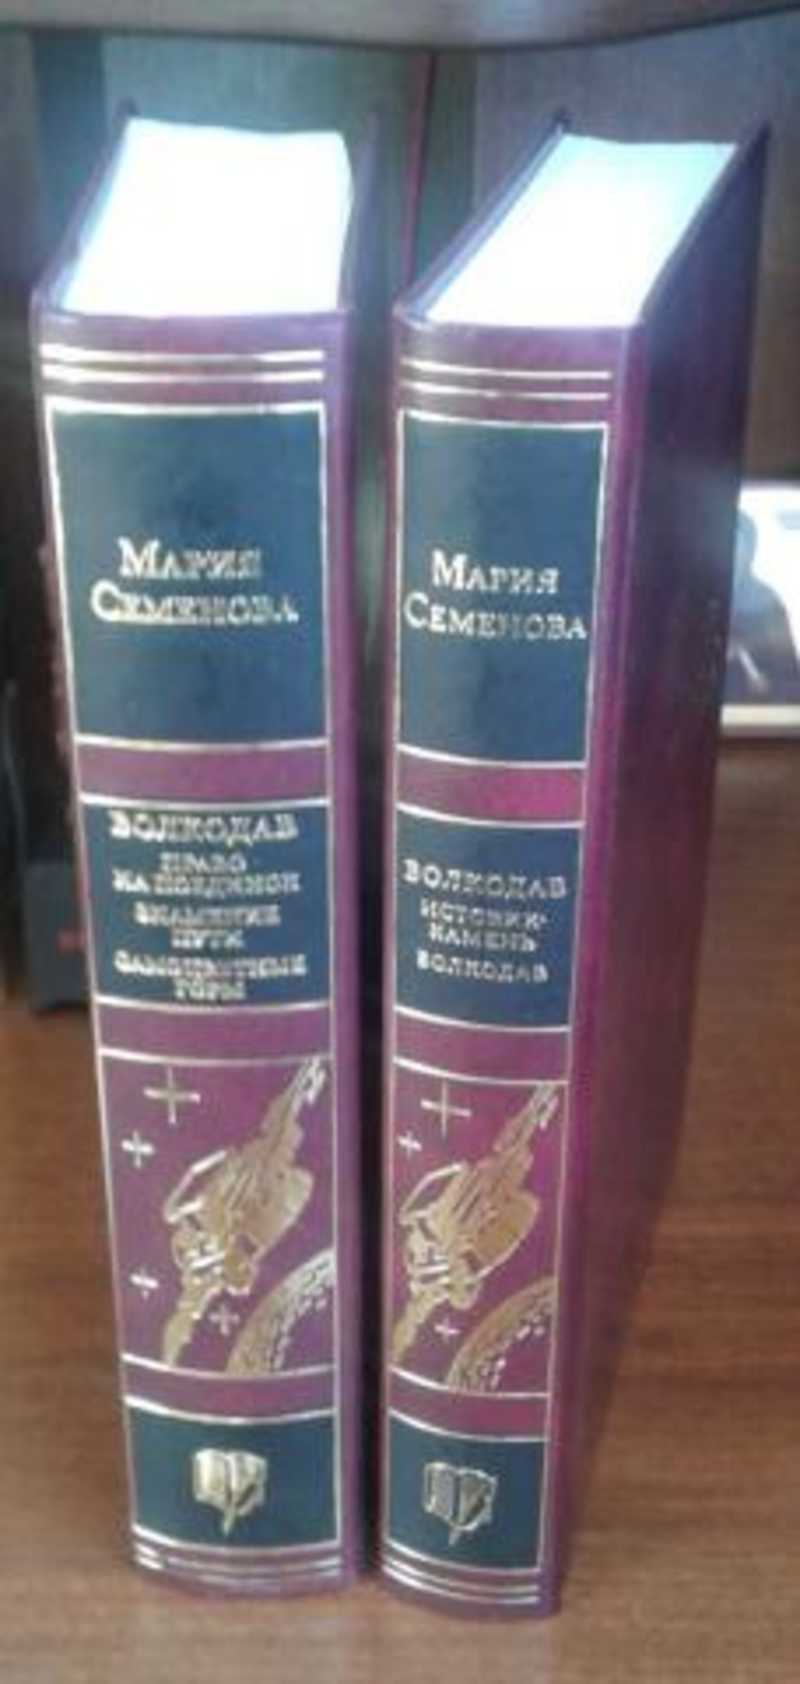 Мария
Семенова
Волкодав
Право
на поединок
Знамение
пути
Самоцветные
горы
Мария
Семенова
Волкодав
Истовик-
камень
Волкодав